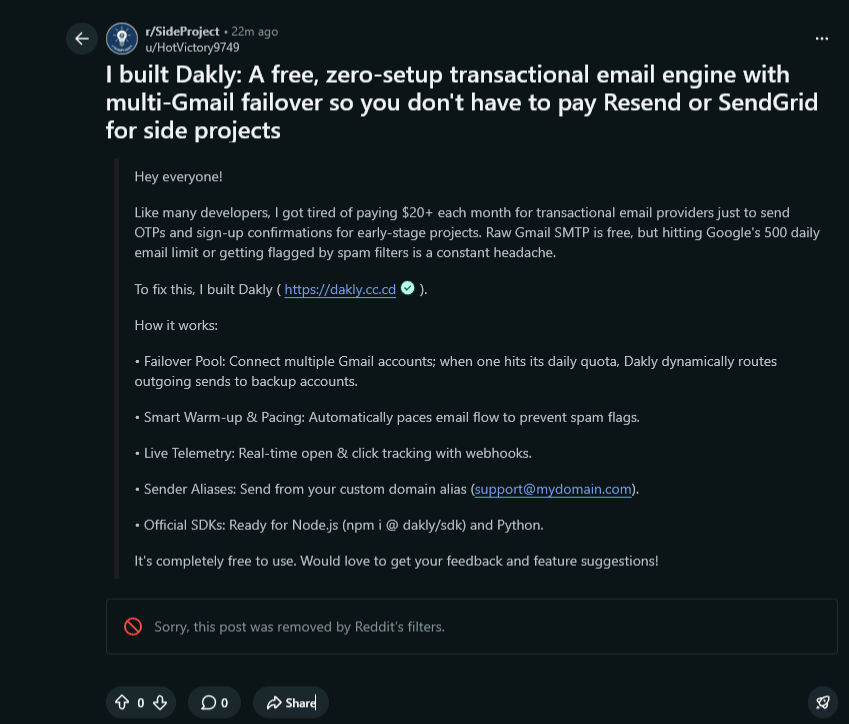 r/SideProject • 22m ago
u/HotVictory9749
I built Dakly: A free, zero-setup transactional email engine with
multi-Gmail failover so you don't have to pay Resend or SendGrid
for side projects
Hey everyone!
Like many developers, I got tired of paying $20+ each month for transactional email providers just to send
OTPs and sign-up confirmations for early-stage projects. Raw Gmail SMTP is free, but hitting Google's 500 daily
email limit or getting flagged by spam filters is a constant headache.
To fix this, I built Dakly ( https://dakly.cc.cd ).
How it works:
• Failover Pool: Connect multiple Gmail accounts; when one hits its daily quota, Dakly dynamically routes
outgoing sends to backup accounts.
• Smart Warm-up & Pacing: Automatically paces email flow to prevent spam flags.
• Live Telemetry: Real-time open & click tracking with webhooks.
• Sender Aliases: Send from your custom domain alias (support@mydomain.com).
• Official SDKs: Ready for Node.js (npm i @ dakly/sdk) and Python.
It's completely free to use. Would love to get your feedback and feature suggestions!
Sorry, this post was removed by Reddit's filters.
0
0
Share